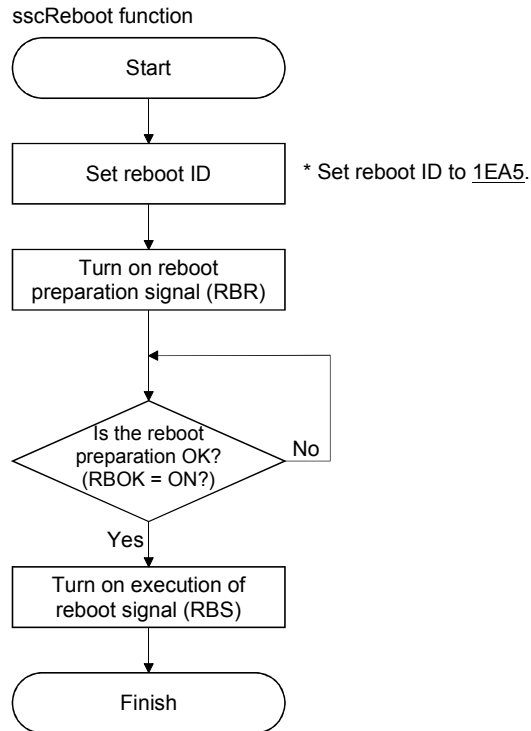 sscReboot function
Start
Set reboot ID
* Set reboot ID to 1EA5.
Turn on reboot
preparation signal (RBR)
Is the reboot
preparation OK?
(RBOK = ON?)
No
Yes
Turn on execution of
reboot signal (RBS)
Finish